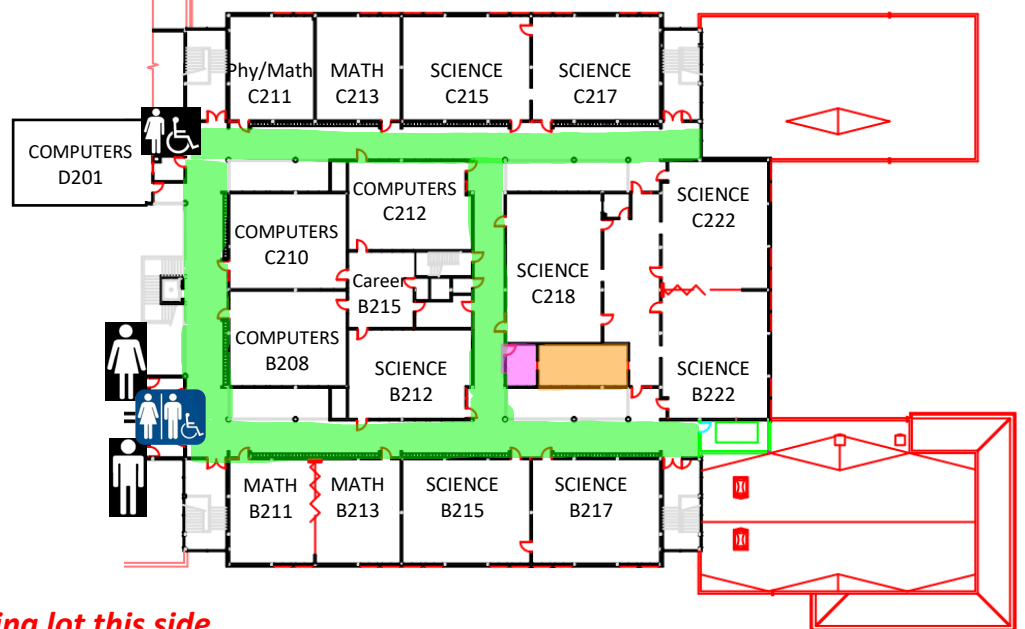 Phy/Math
C211
MATH
C213
SCIENCE
C215
SCIENCE
C217
COMPUTERS
D201
COMPUTERS
C212
SCIENCE
C222
COMPUTERS
C210
SCIENCE
C218
Career
B215
COMPUTERS
B208
SCIENCE
B212
SCIENCE
B222
MATH
B211
MATH
B213
SCIENCE
B215
SCIENCE
B217
ing lot this side